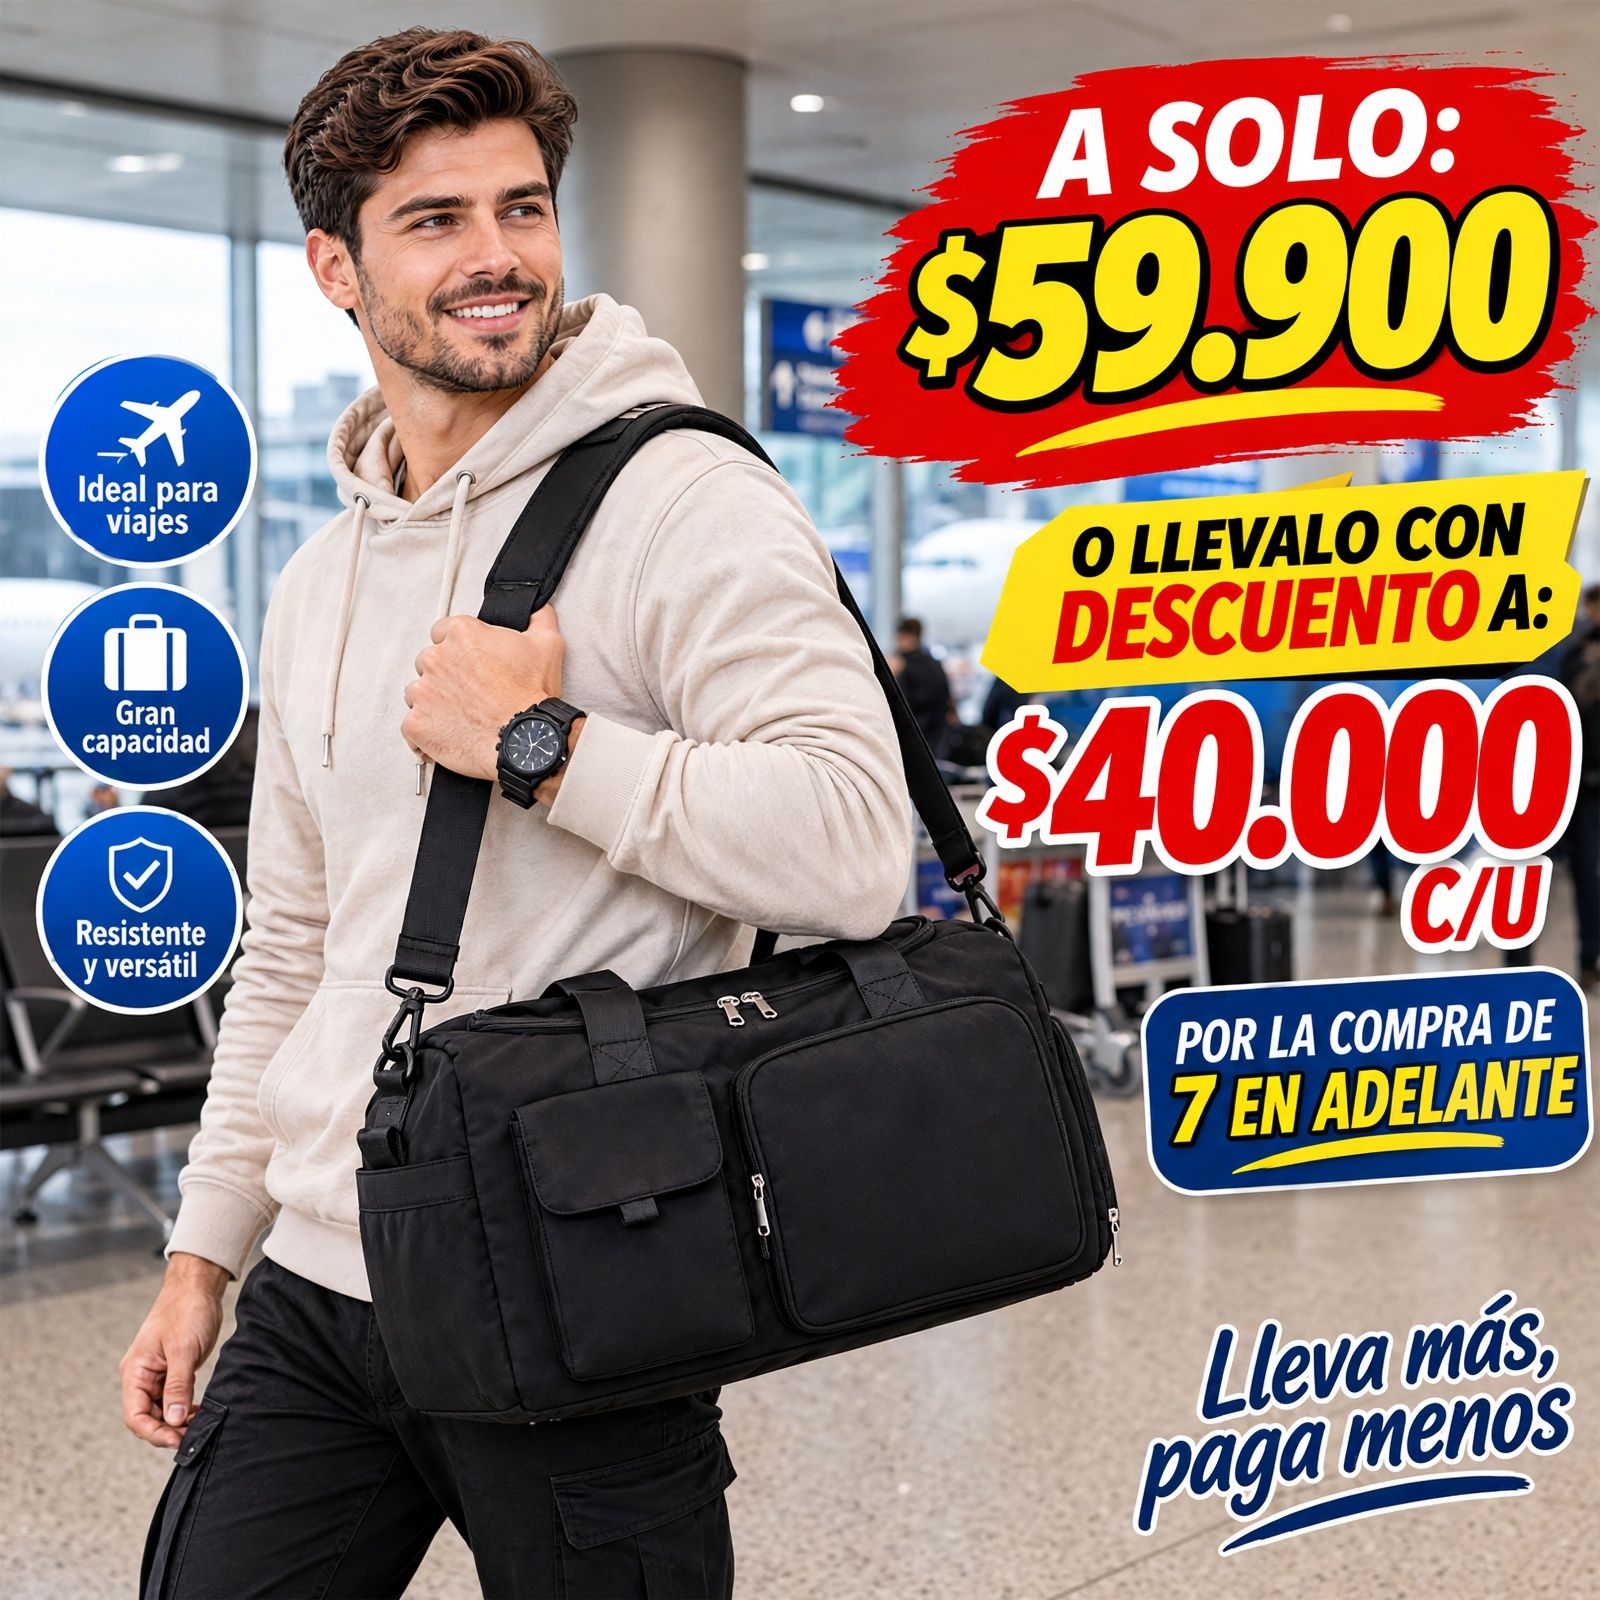 A SOLO:
$59.900
O LLEVALO CON
DESCUENTO A:
$40.000
C/U
POR LA COMPRA DE
7 EN ADELANTE
Lleva más,
paga menos
Ideal para
viajes
Gran
capacidad
Resistente
y versátil